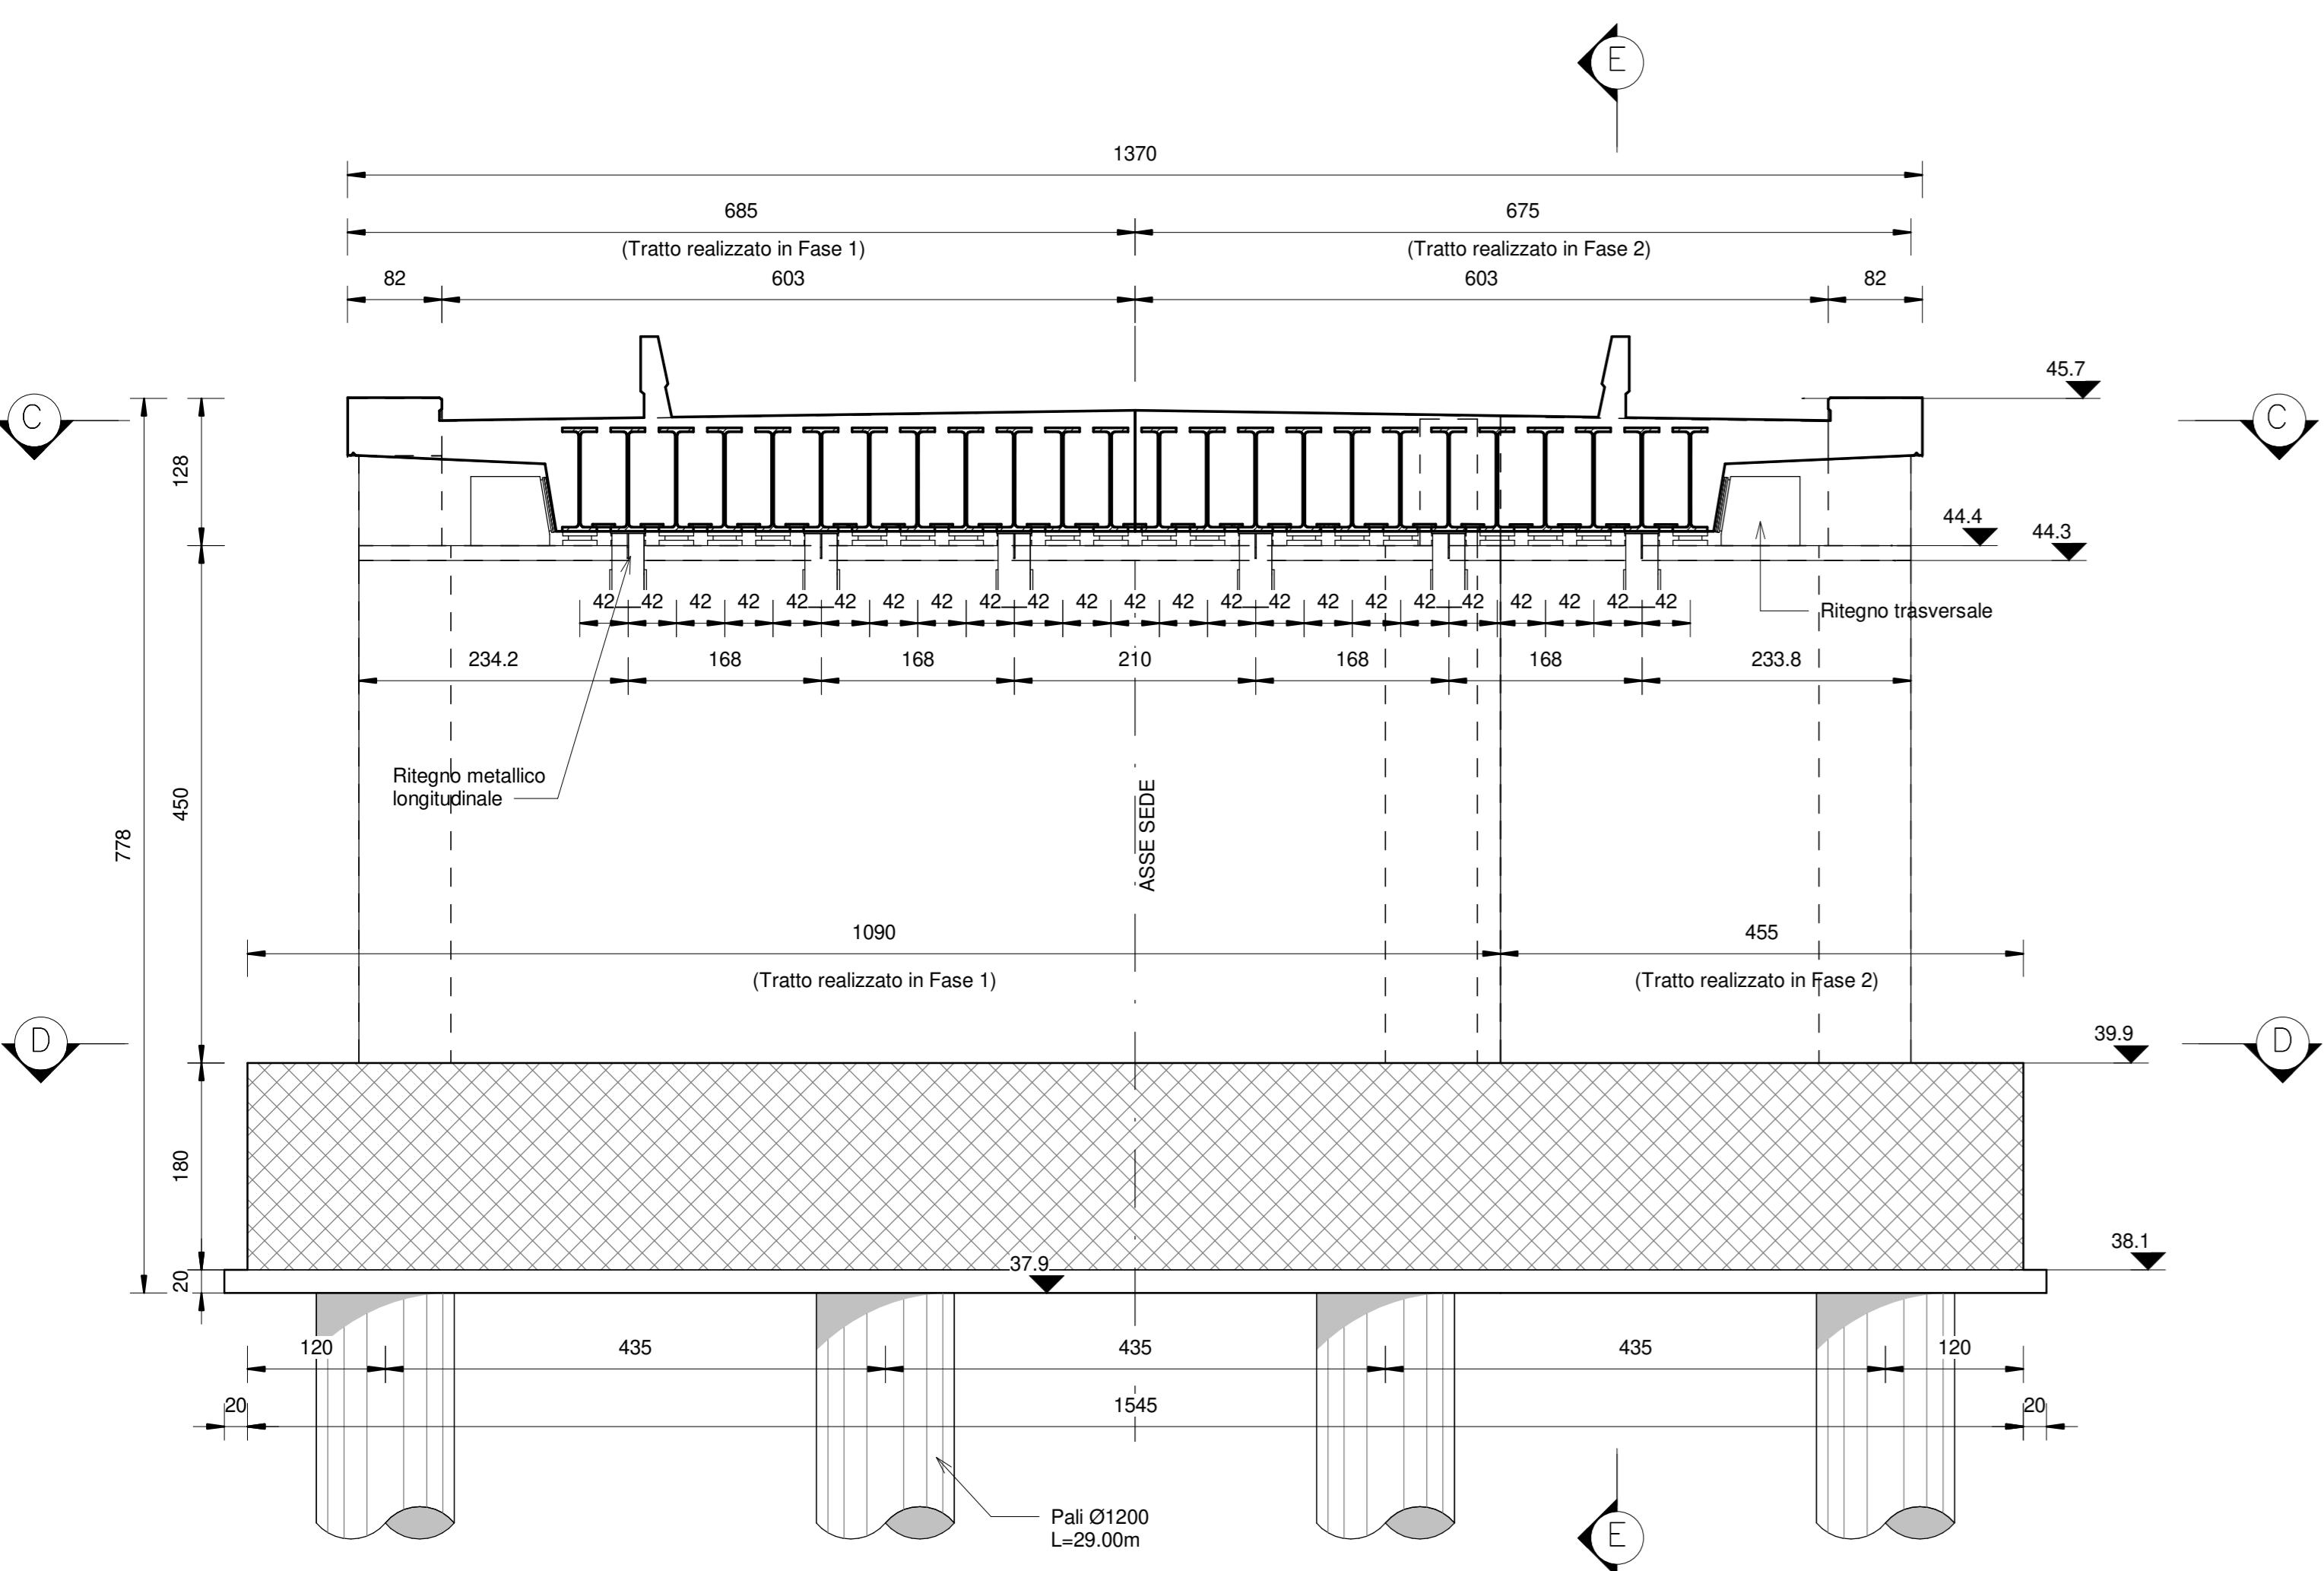 E
1370
685
675
(Tratto realizzato in Fase 1)
(Tratto realizzato in Fase 2)
82
603
603
82
45.7
C
C
128
44.4
44.3
42 42 42 42 42 42 42 42 42 42 42 42 42 42 42 42 42 42 42 42 42 42 42
Ritegno trasversale
234.2
168
168
210
168
168
233.8
Ritegno metallico
longitudinale
450
778
ASSE SEDE
1090
455
(Tratto realizzato in Fase 1)
(Tratto realizzato in Fase 2)
D
39.9
D
180
38.1
37.9
20
120
435
435
435
120
20
1545
20
Pali Ø1200
L=29.00m
E